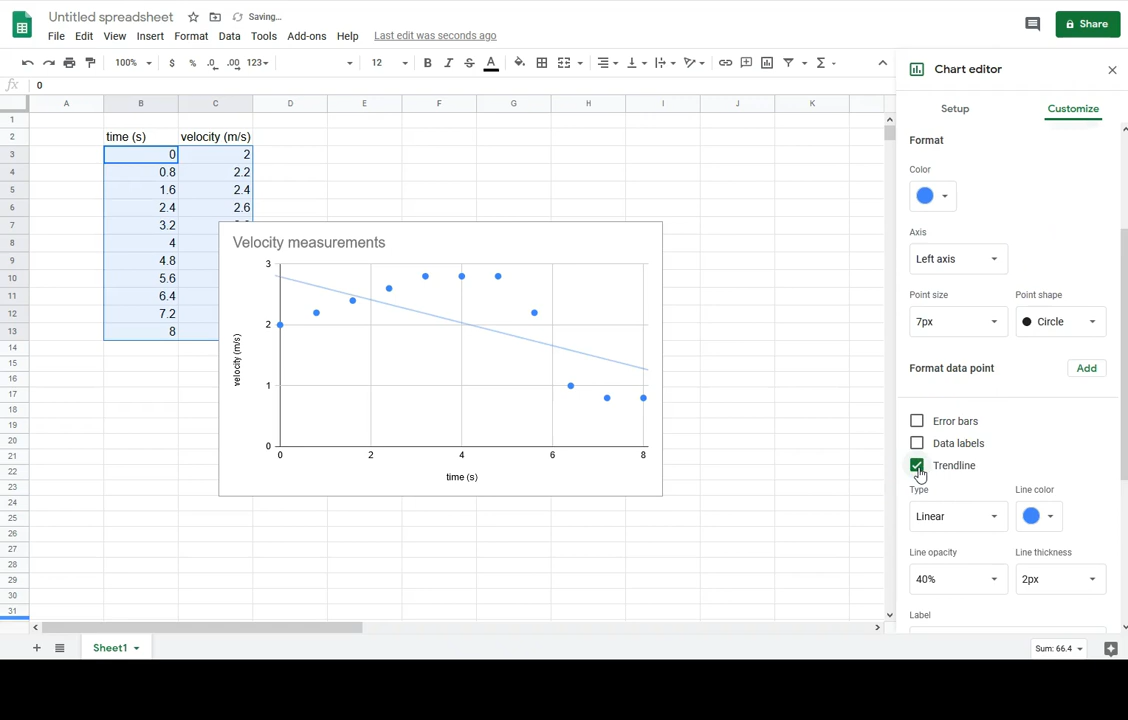 Untitled spreadsheet Saving...
File Edit View Insert Format Data Tools Add-ons Help Last edit was seconds ago
Share
100% $ % .0 .00 123 12 B I S A
fx 0
Chart editor
Setup Customize
A B C D E F G H I J K
1
2 time (s) velocity (m/s)
3 0 2
4 0.8 2.2
5 1.6 2.4
6 2.4 2.6
7 3.2
8 4
9 4.8
10 5.6
11 6.4
12 7.2
13 8
14
15
16
17
18
19
20
21
22
23
24
25
26
27
28
29
30
31
Velocity measurements
3
2
1
0
velocity (m/s)
0 2 4 6 8
time (s)
Format
Color
Axis
Left axis
Point size Point shape
7px Circle
Format data point Add
Error bars
Data labels
Trendline
Type Line color
Linear
Line opacity Line thickness
40% 2px
Label
Sheet1
Sum: 66.4